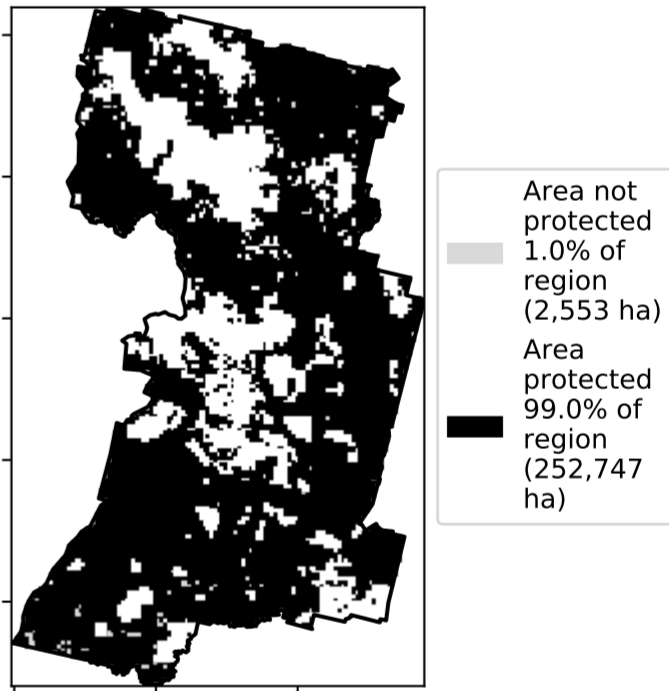 Area not
protected
1.0% of
region
(2,553 ha)
Area
protected
99.0% of
region
(252,747
ha)